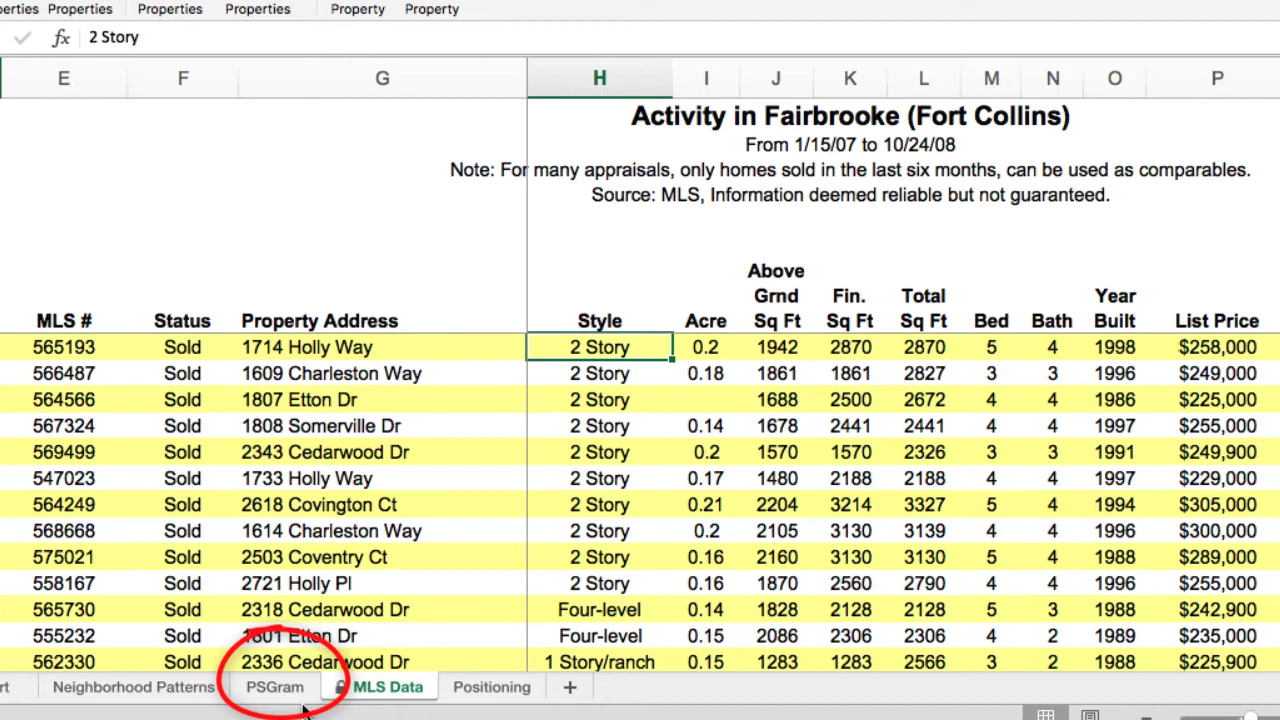 erties Properties Properties Properties Property Property
fx 2 Story
E F G H I J K L M N O P
Activity in Fairbrooke (Fort Collins)
From 1/15/07 to 10/24/08
Note: For many appraisals, only homes sold in the last six months, can be used as comparables.
Source: MLS, Information deemed reliable but not guaranteed.
Above
Grnd Fin. Total Year
MLS # Status Property Address Style Acre Sq Ft Sq Ft Sq Ft Bed Bath Built List Price
565193 Sold 1714 Holly Way 2 Story 0.2 1942 2870 2870 5 4 1998 $258,000
566487 Sold 1609 Charleston Way 2 Story 0.18 1861 1861 2827 3 3 1996 $249,000
564566 Sold 1807 Etton Dr 2 Story 1688 2500 2672 4 4 1986 $225,000
567324 Sold 1808 Somerville Dr 2 Story 0.14 1678 2441 2441 4 4 1997 $255,000
569499 Sold 2343 Cedarwood Dr 2 Story 0.2 1570 1570 2326 3 3 1991 $249,900
547023 Sold 1733 Holly Way 2 Story 0.17 1480 2188 2188 4 4 1997 $229,000
564249 Sold 2618 Covington Ct 2 Story 0.21 2204 3214 3327 5 4 1994 $305,000
568668 Sold 1614 Charleston Way 2 Story 0.2 2105 3130 3139 4 4 1996 $300,000
575021 Sold 2503 Coventry Ct 2 Story 0.16 2160 3130 3130 5 4 1988 $289,000
558167 Sold 2721 Holly Pl 2 Story 0.16 1870 2560 2790 4 4 1996 $255,000
565730 Sold 2318 Cedarwood Dr Four-level 0.14 1828 2128 2128 5 3 1988 $242,900
555232 Sold 1801 Etton Dr Four-level 0.15 2086 2306 2306 4 2 1989 $235,000
562330 Sold 2336 Cedarwood Dr 1 Story/ranch 0.15 1283 1283 2566 3 2 1988 $225,900
rt Neighborhood Patterns PSGram MLS Data Positioning +